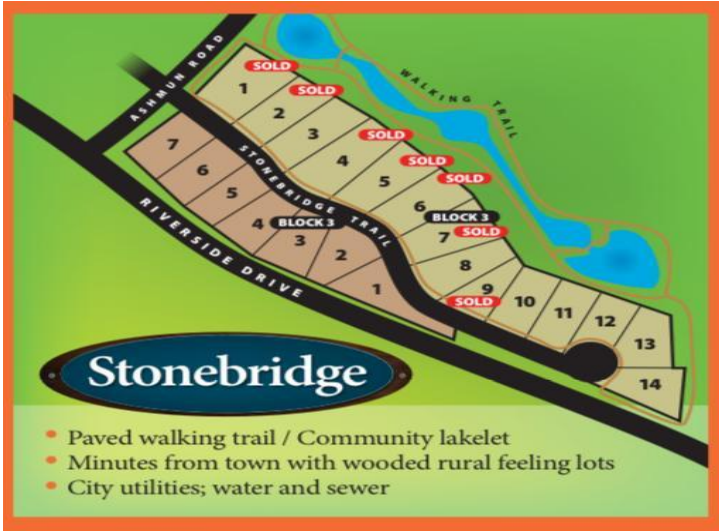 ASHMUN ROAD
WALKING TRAIL
SOLD
1
SOLD
2
3
SOLD
4
SOLD
5
SOLD
6
BLOCK 3
7
SOLD
8
9
SOLD
10
11
12
13
14
STONEBRIDGE TRAIL
7
6
5
4
BLOCK 3
3
2
1
RIVERSIDE DRIVE
Stonebridge
• Paved walking trail / Community lakelet
• Minutes from town with wooded rural feeling lots
• City utilities; water and sewer